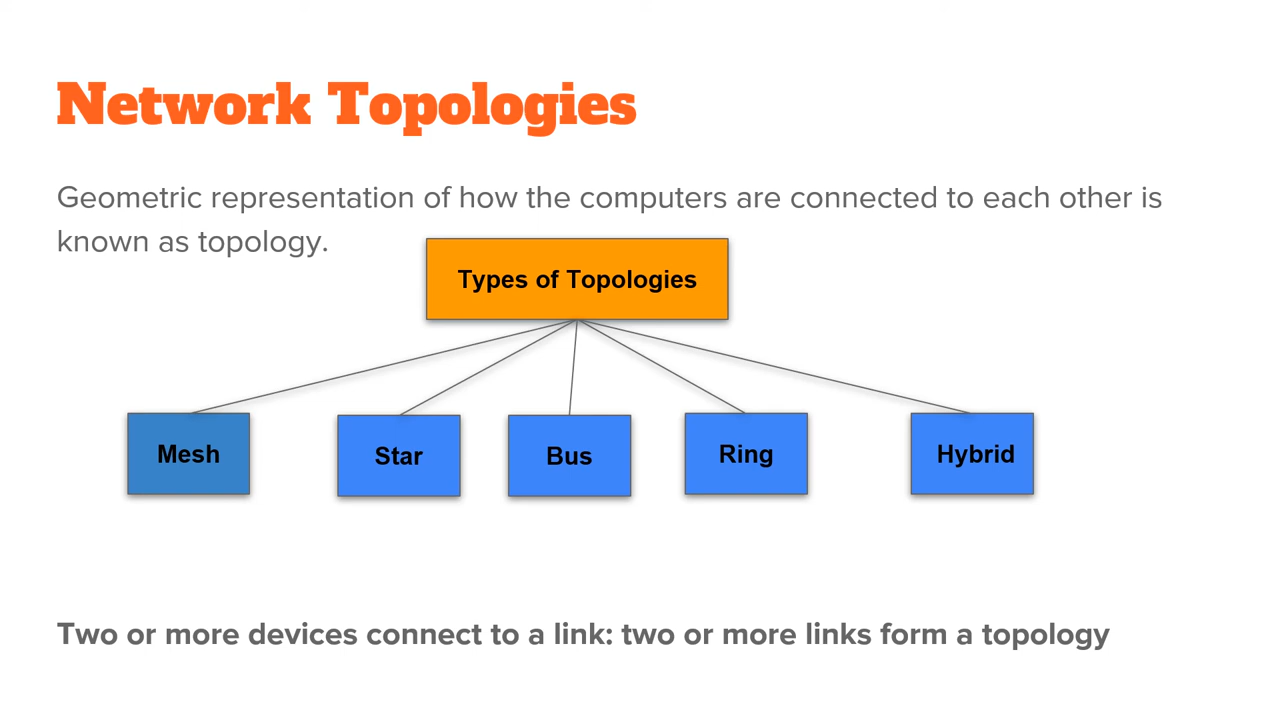 Network Topologies
Geometric representation of how the computers are connected to each other is
known as topology.
Types of Topologies
Mesh
Star
Bus
Ring
Hybrid
Two or more devices connect to a link: two or more links form a topology